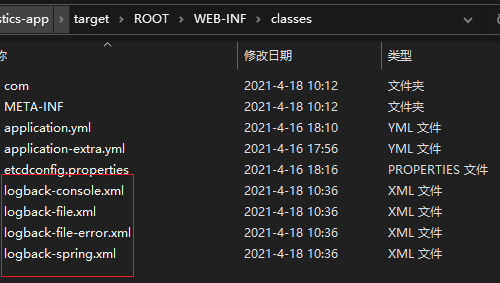 stics-app > target > ROOT > WEB-INF > classes
修改日期 类型
com 2021-4-18 10:12 文件夹
META-INF 2021-4-18 10:12 文件夹
application.yml 2021-4-16 18:10 YML 文件
application-extra.yml 2021-4-16 17:56 YML 文件
etcdconfig.properties 2021-4-16 18:16 PROPERTIES 文件
logback-console.xml 2021-4-18 10:36 XML 文件
logback-file.xml 2021-4-18 10:36 XML 文件
logback-file-error.xml 2021-4-18 10:36 XML 文件
logback-spring.xml 2021-4-18 10:36 XML 文件